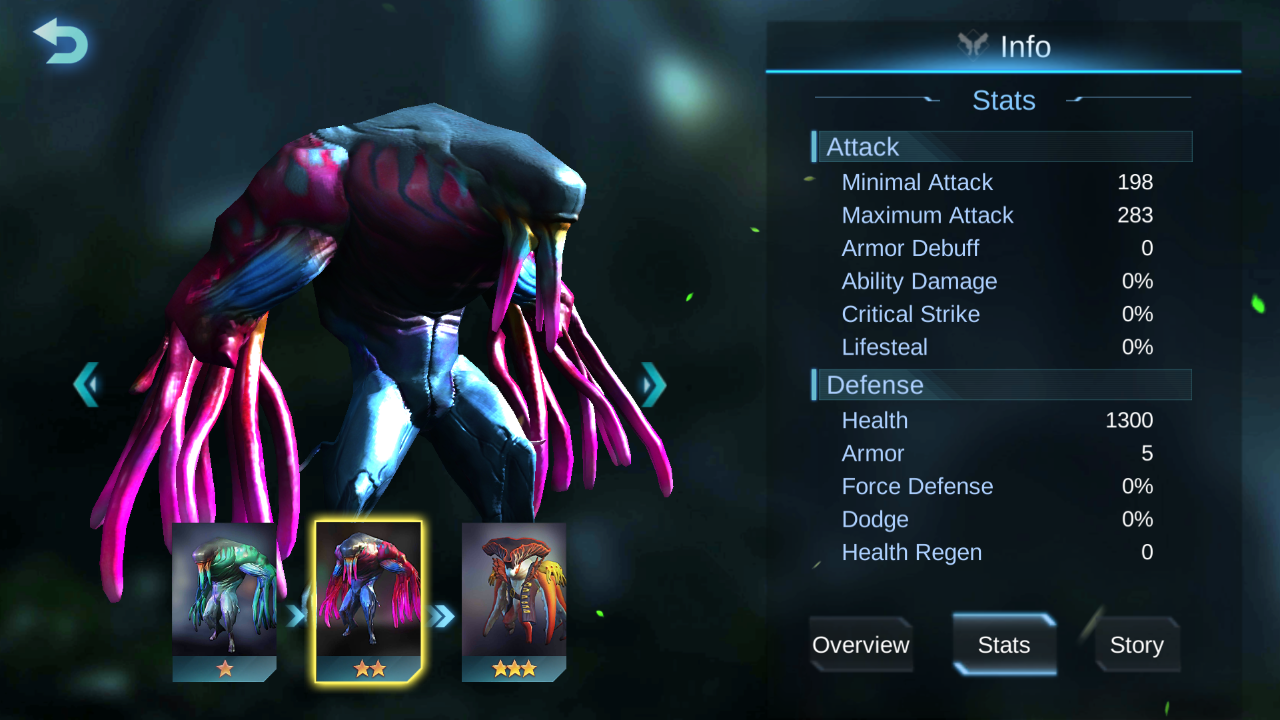 Info
Stats
Attack
Minimal Attack 198
Maximum Attack 283
Armor Debuff 0
Ability Damage 0%
Critical Strike 0%
Lifesteal 0%
Defense
Health 1300
Armor 5
Force Defense 0%
Dodge 0%
Health Regen 0
Overview Stats Story